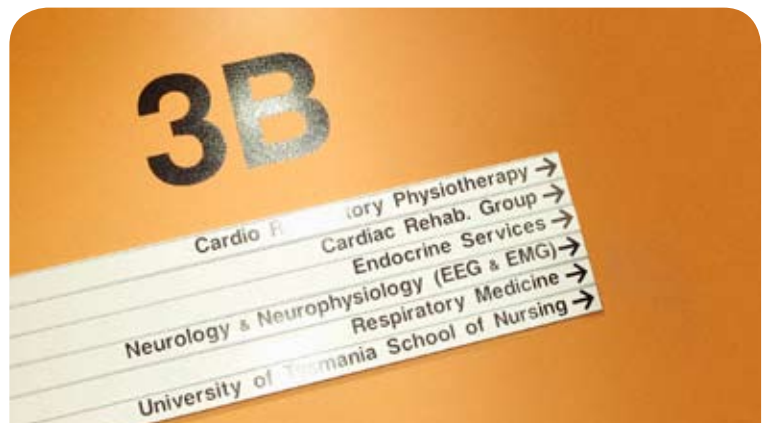 3B
Cardio Physiotherapy →
Cardiac Rehab. Group →
Endocrine Services →
Neurology & Neurophysiology (EEG & EMG) →
Respiratory Medicine →
University of Tasmania School of Nursing →